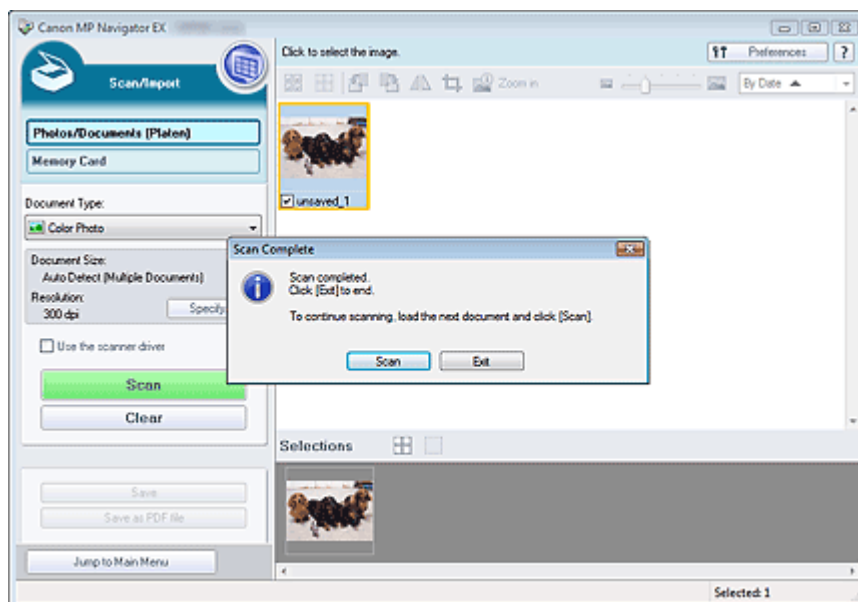 Canon MP Navigator EX
Scan/Import
Click to select the image.
Preferences
?
Zoom in
By Date
Photos/Documents (Platen)
Memory Card
Document Type:
Color Photo
Document Size:
Auto Detect (Multiple Documents)
Resolution:
300 dpi
Specify
Use the scanner driver
Scan
Clear
Save
Save as PDF file
Jump to Main Menu
unsaved_1
Scan Complete
Scan completed.
Click [Exit] to end.
To continue scanning, load the next document and click [Scan].
Scan
Exit
Selections
Selected: 1